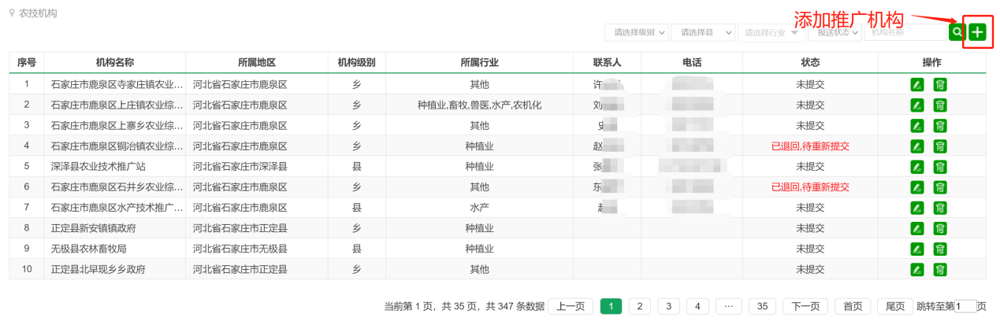 农技机构
添加推广机构
请选择级别 请选择县 请选择行业 报送状态 机构名称
序号 机构名称 所属地区 机构级别 所属行业 联系人 电话 状态 操作
1 石家庄市鹿泉区寺家庄镇农业... 河北省石家庄市鹿泉区 乡 其他 许 未提交
2 石家庄市鹿泉区上庄镇农业综... 河北省石家庄市鹿泉区 乡 种植业,畜牧,兽医,水产,农机化 刘 未提交
3 石家庄市鹿泉区上寨乡农业综... 河北省石家庄市鹿泉区 乡 其他 未提交
4 石家庄市鹿泉区铜冶镇农业综... 河北省石家庄市鹿泉区 乡 种植业 赵 已退回,待重新提交
5 深泽县农业技术推广站 河北省石家庄市深泽县 县 种植业 张 未提交
6 石家庄市鹿泉区石井乡农业综... 河北省石家庄市鹿泉区 乡 其他 东 已退回,待重新提交
7 石家庄市鹿泉区水产技术推广... 河北省石家庄市鹿泉区 县 水产 未提交
8 正定县新安镇镇政府 河北省石家庄市正定县 乡 种植业 未提交
9 无极县农林畜牧局 河北省石家庄市无极县 县 种植业 未提交
10 正定县北早现乡乡政府 河北省石家庄市正定县 乡 其他 未提交
当前第 1 页，共 35 页，共 347 条数据 上一页 1 2 3 4 ... 35 下一页 首页 尾页 跳转至第1页